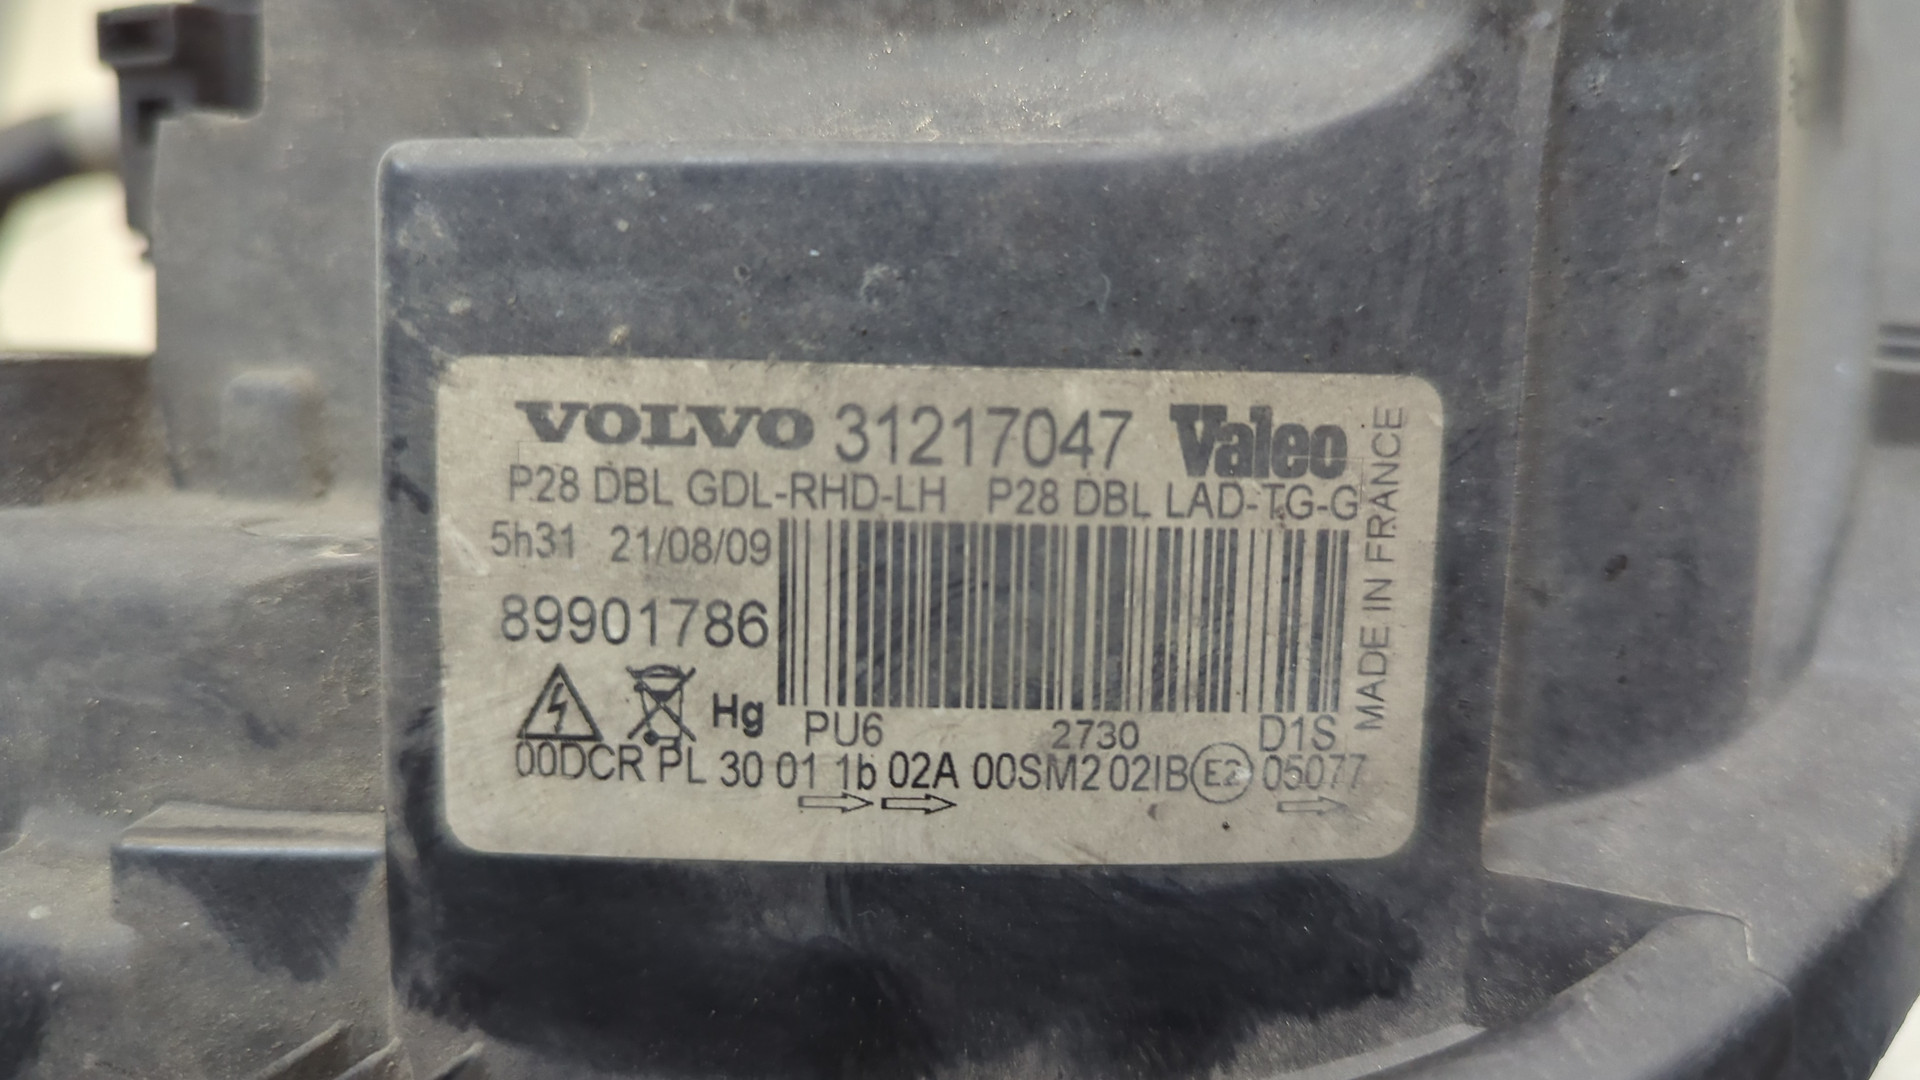 VOLVO 31217047 Valeo
P28 DBL GDL-RHD-LH P28 DBL LAD-TG-G
5h31 21/08/09
89901786
Hg PU6 2730 D1S
00DCR PL 30 01 1b 02A 00SM2 02IB E2 05077
MADE IN FRANCE